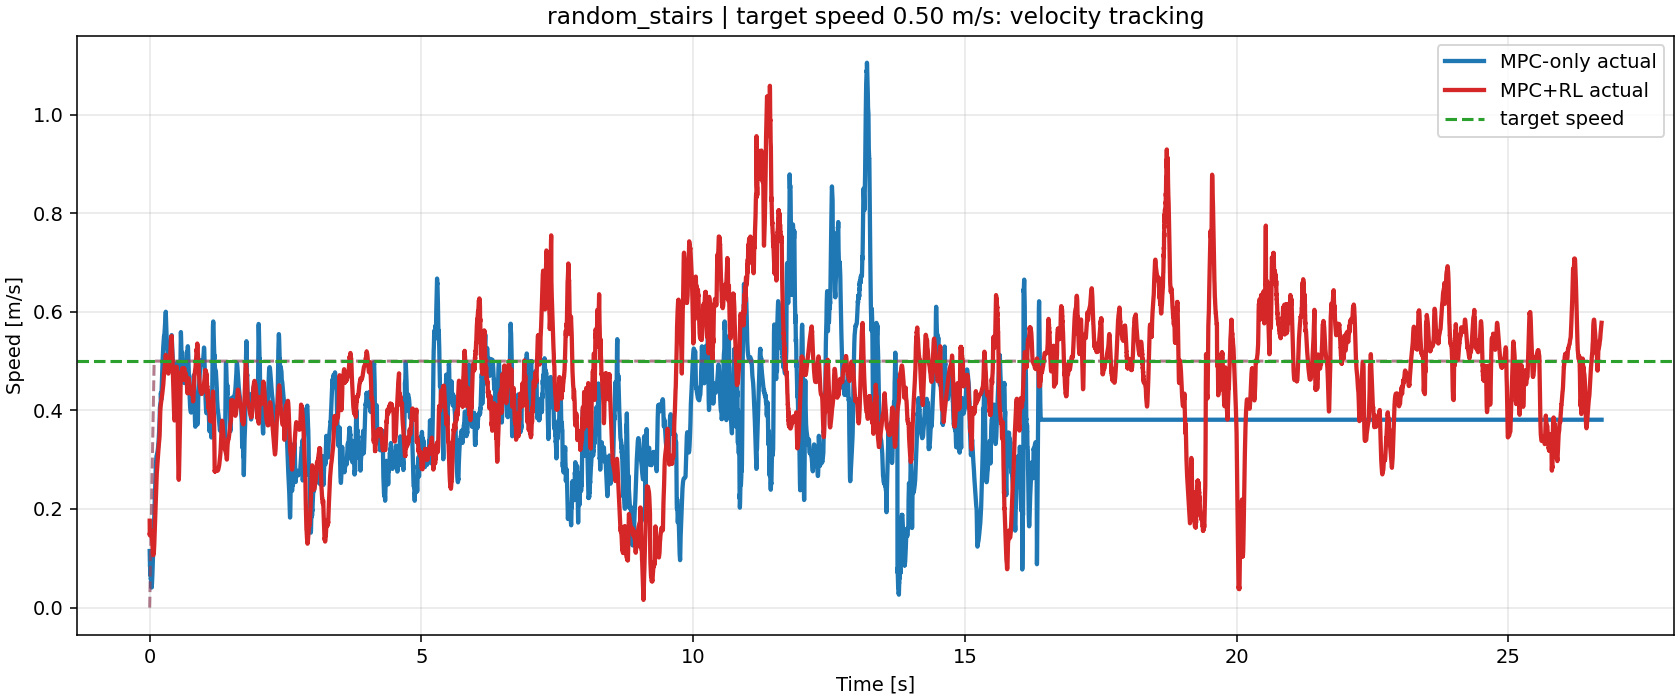 random_stairs | target speed 0.50 m/s: velocity tracking
MPC-only actual
MPC+RL actual
target speed
Speed [m/s]
1.0
0.8
0.6
0.4
0.2
0.0
0 5 10 15 20 25
Time [s]